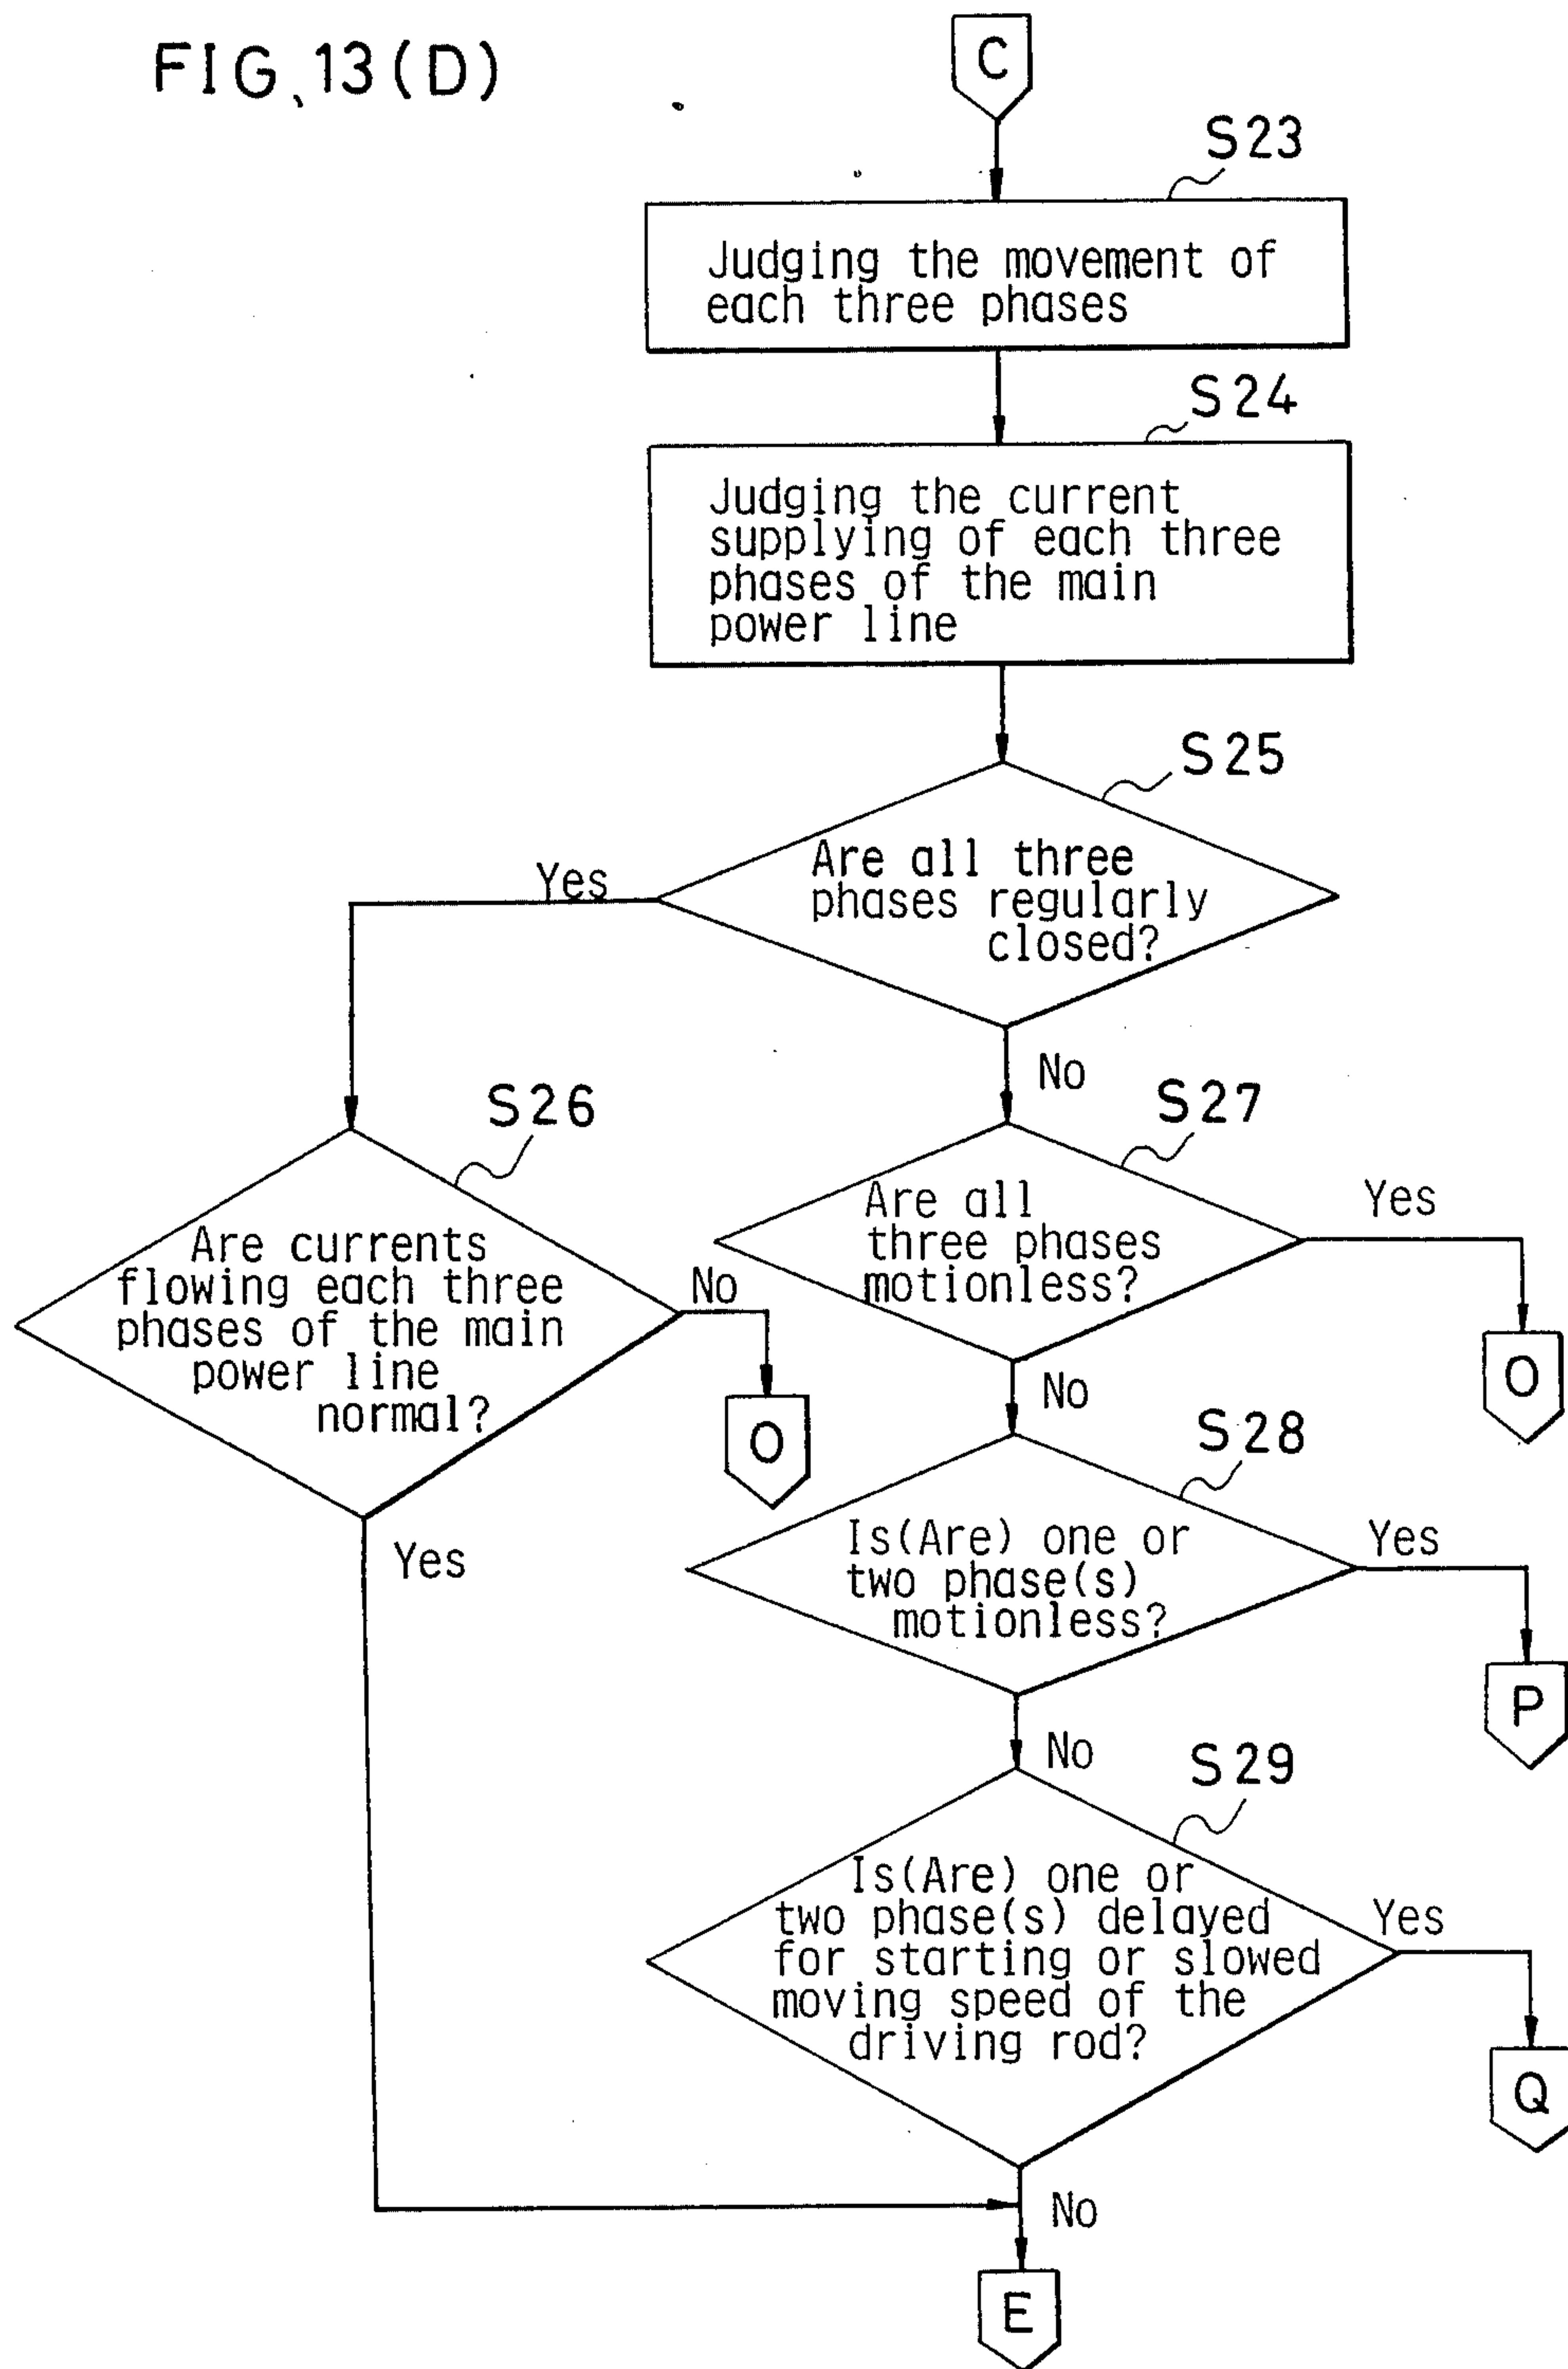 FIG.13(D)
C
S23
Judging the movement of
each three phases
S24
Judging the current
supplying of each three
phases of the main
power line
S25
Are all three
phases regularly
closed?
Yes
No
S26
Are currents
flowing each three
phases of the main
power line
normal?
No
O
Yes
S27
Are all
three phases
motionless?
Yes
O
No
S28
Is(Are) one or
two phase(s)
motionless?
Yes
P
No
S29
Is(Are) one or
two phase(s) delayed
for starting or slowed
moving speed of the
driving rod?
Yes
Q
No
E